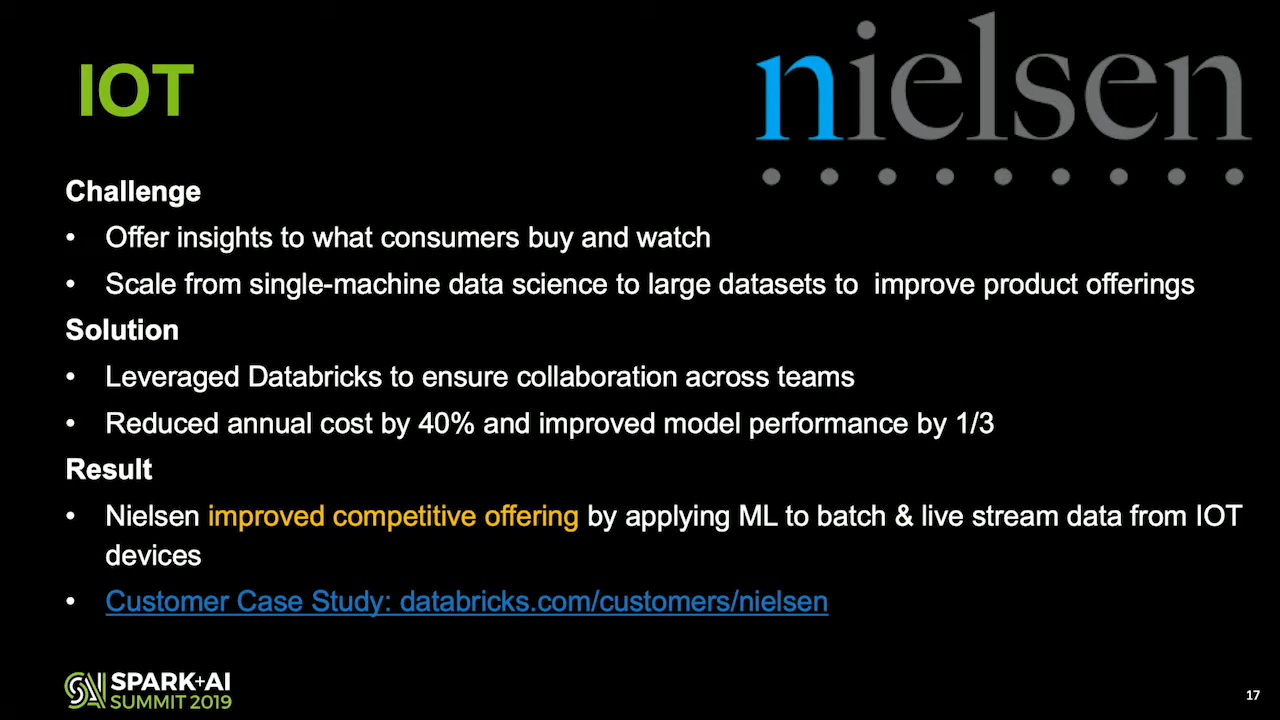 IOT
nielsen
Challenge
• Offer insights to what consumers buy and watch
• Scale from single-machine data science to large datasets to  improve product offerings
Solution
• Leveraged Databricks to ensure collaboration across teams
• Reduced annual cost by 40% and improved model performance by 1/3
Result
• Nielsen improved competitive offering by applying ML to batch & live stream data from IOT
devices
• Customer Case Study: databricks.com/customers/nielsen
SPARK+AI
SUMMIT 2019
17